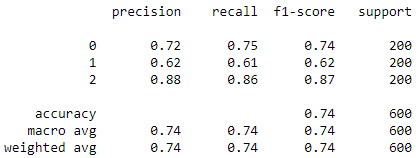 precision recall f1-score support
0 0.72 0.75 0.74 200
1 0.62 0.61 0.62 200
2 0.88 0.86 0.87 200
accuracy 0.74 600
macro avg 0.74 0.74 0.74 600
weighted avg 0.74 0.74 0.74 600